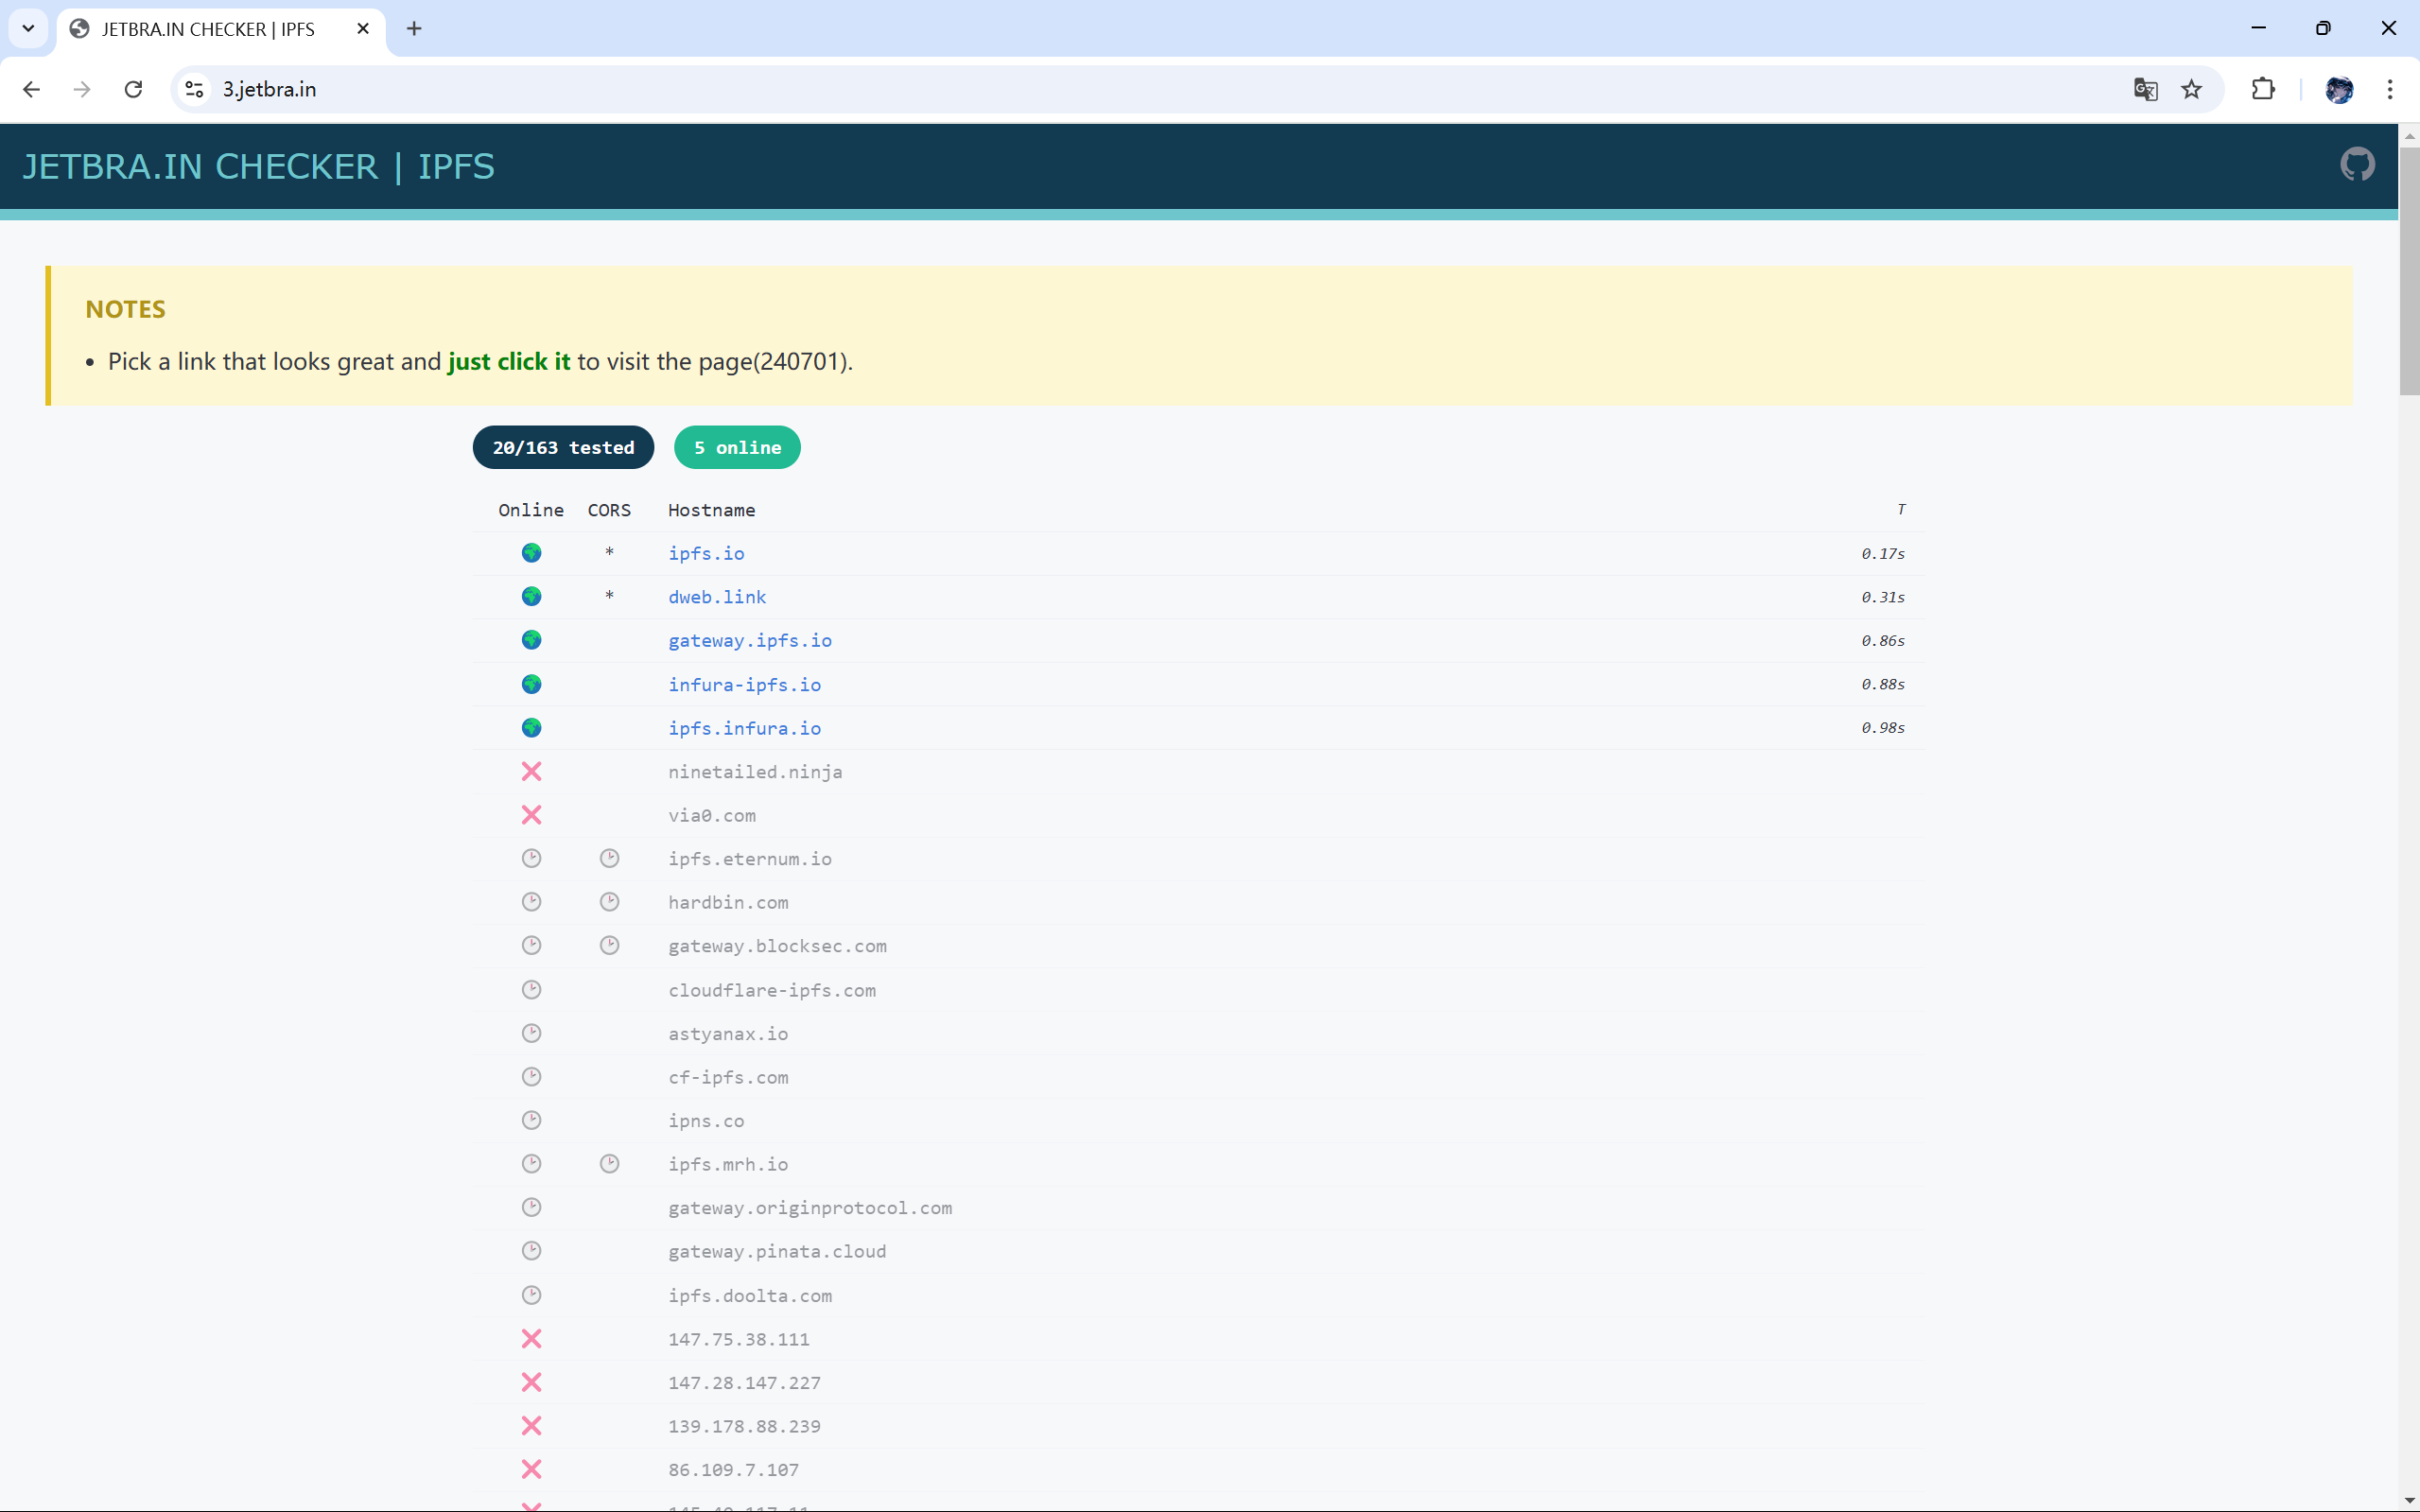 JETBRA.IN CHECKER | IPFS
3.jetbra.in
JETBRA.IN CHECKER | IPFS
NOTES
• Pick a link that looks great and just click it to visit the page(240701).
20/163 tested 5 online
Online CORS Hostname T
* ipfs.io 0.17s
* dweb.link 0.31s
gateway.ipfs.io 0.86s
infura-ipfs.io 0.88s
ipfs.infura.io 0.98s
ninetailed.ninja
via0.com
ipfs.eternum.io
hardbin.com
gateway.blocksec.com
cloudflare-ipfs.com
astyanax.io
cf-ipfs.com
ipns.co
ipfs.mrh.io
gateway.originprotocol.com
gateway.pinata.cloud
ipfs.doolta.com
147.75.38.111
147.28.147.227
139.178.88.239
86.109.7.107